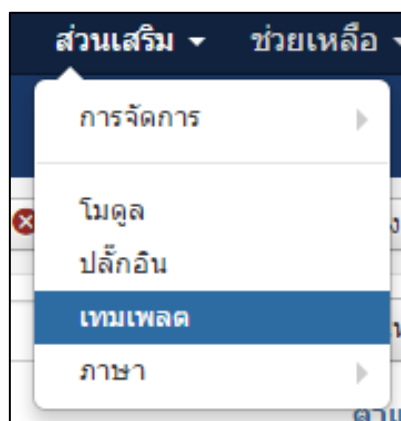 ส่วนเสริม ช่วยเหลือ
การจัดการ
โมดูล
ปลั๊กอิน
เทมเพลต
ภาษา